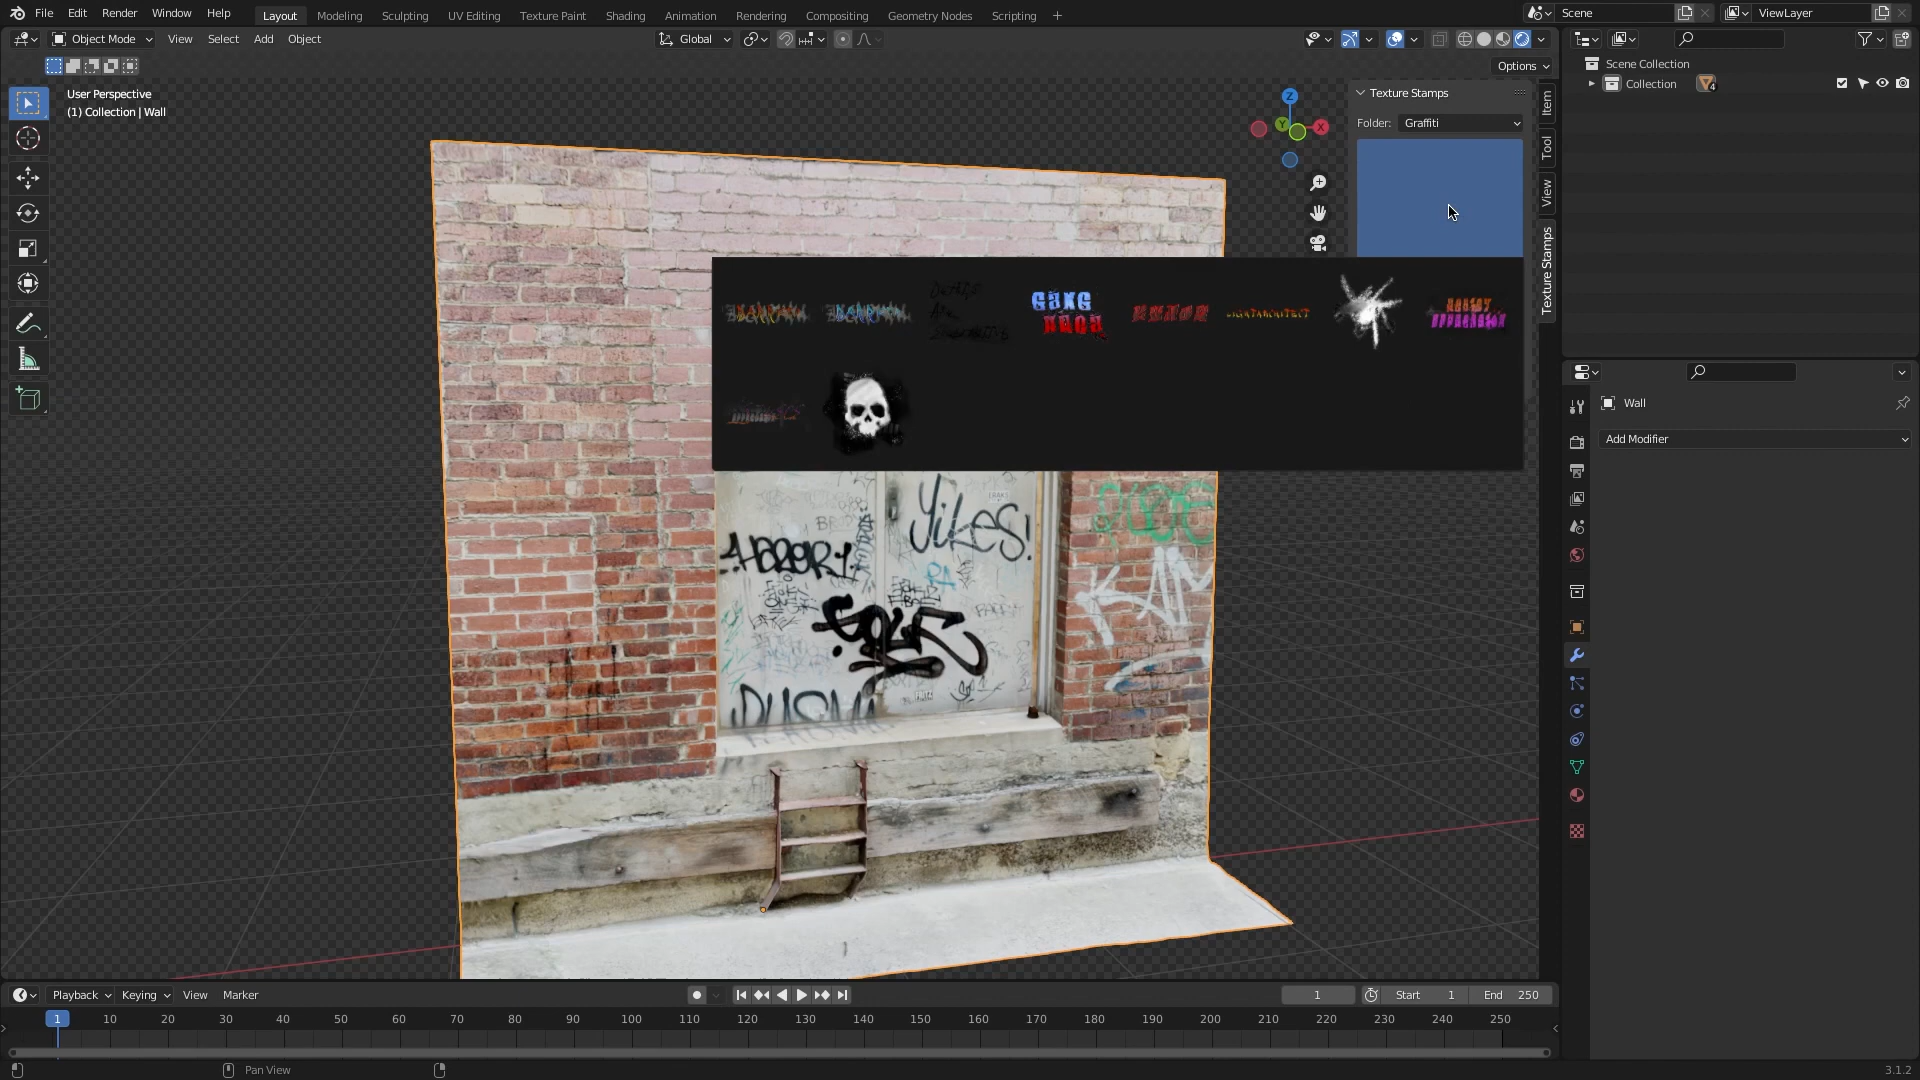 File Edit Render Window Help Layout Modeling Sculpting UV Editing Texture Paint Shading Animation Rendering Compositing Geometry Nodes Scripting + Scene ViewLayer
Object Mode View Select Add Object Global
Options
User Perspective
(1) Collection | Wall
Z
Y
X
Texture Stamps
Folder: Graffiti
Item
Tool
View
Texture Stamps
Scene Collection
Collection 4
Wall
Add Modifier
GANG
YiKES!
KAM
Playback Keying View Marker 1 Start 1 End 250
1 10 20 30 40 50 60 70 80 90 100 110 120 130 140 150 160 170 180 190 200 210 220 230 240 250
Pan View 3.1.2